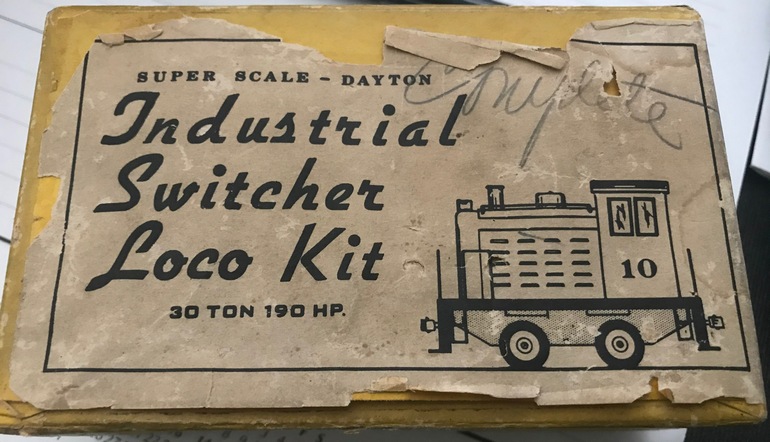 SUPER SCALE - DAYTON
Complete
Industrial
Switcher
Loco Kit
30 TON 190 HP.
10